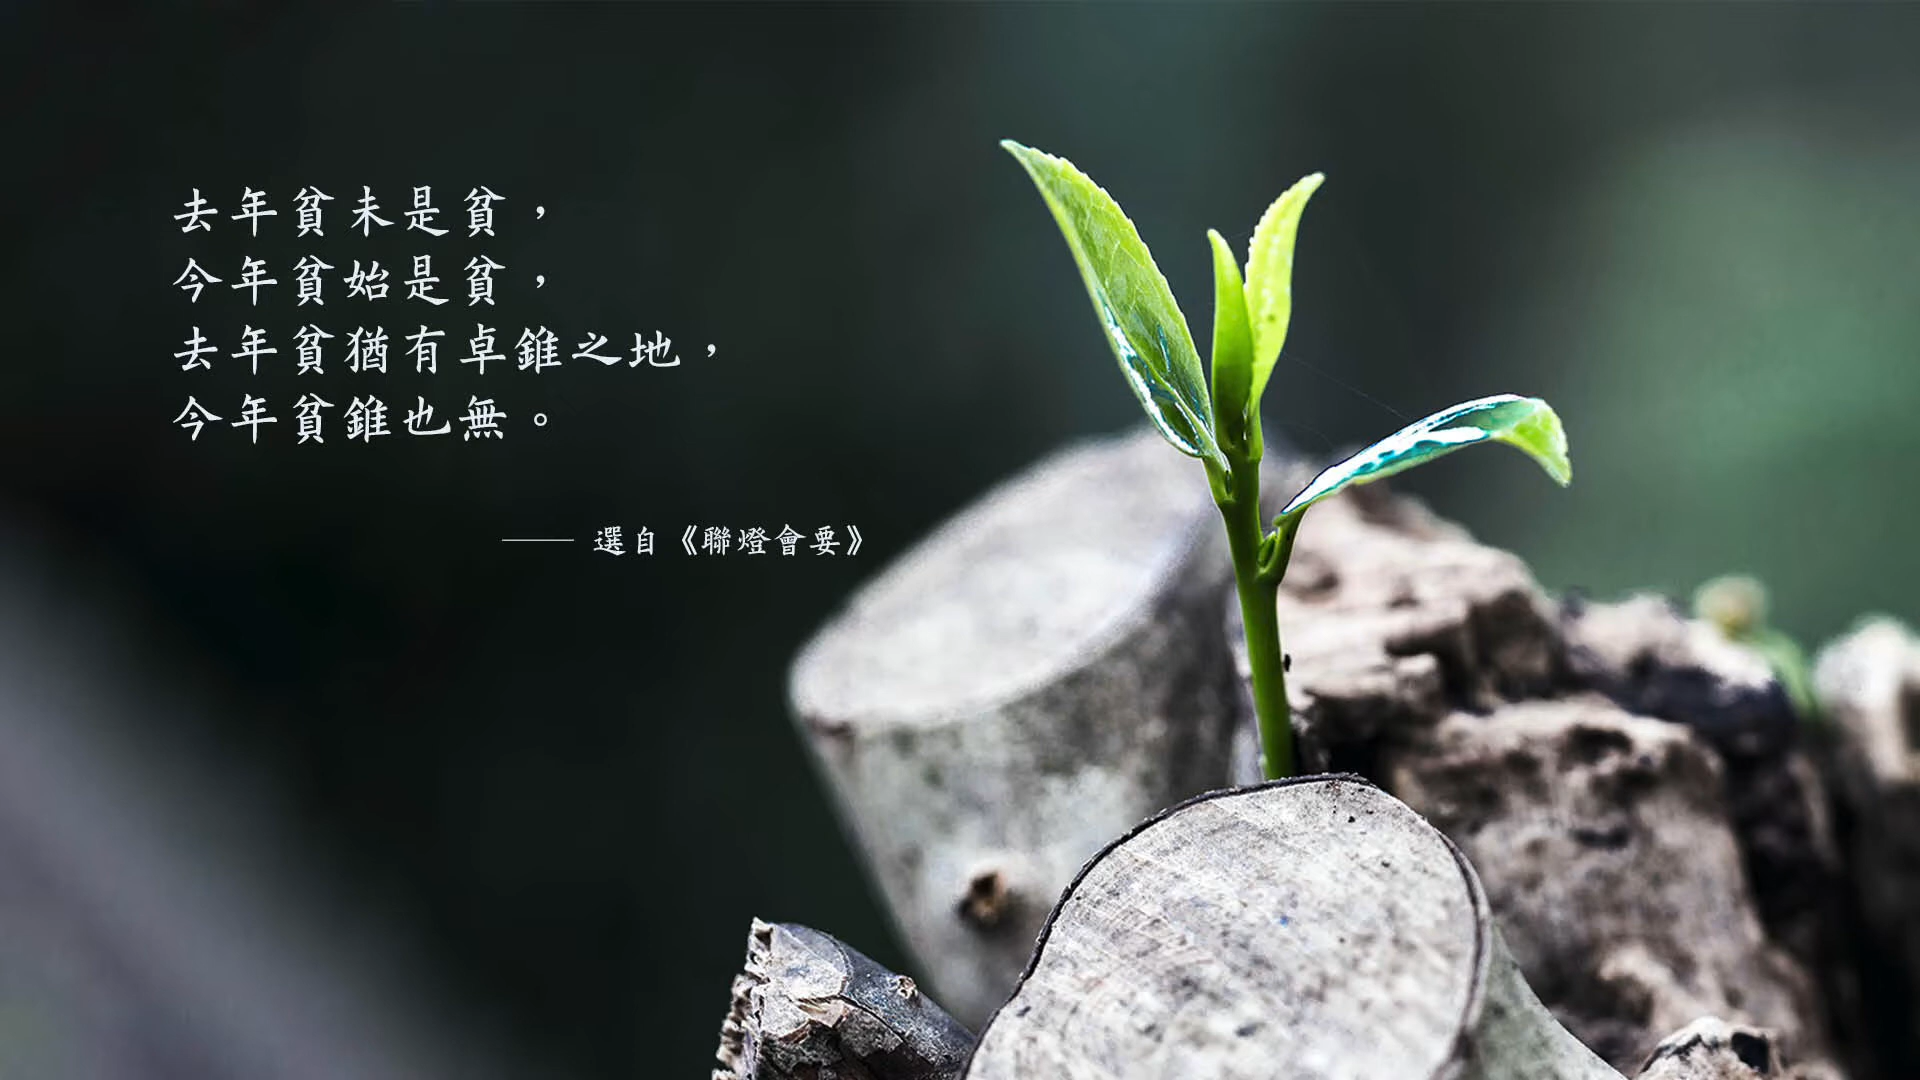 去年貧未是貧，
今年貧始是貧，
去年貧猶有卓錐之地，
今年貧錐也無。
—— 選自《聯燈會要》